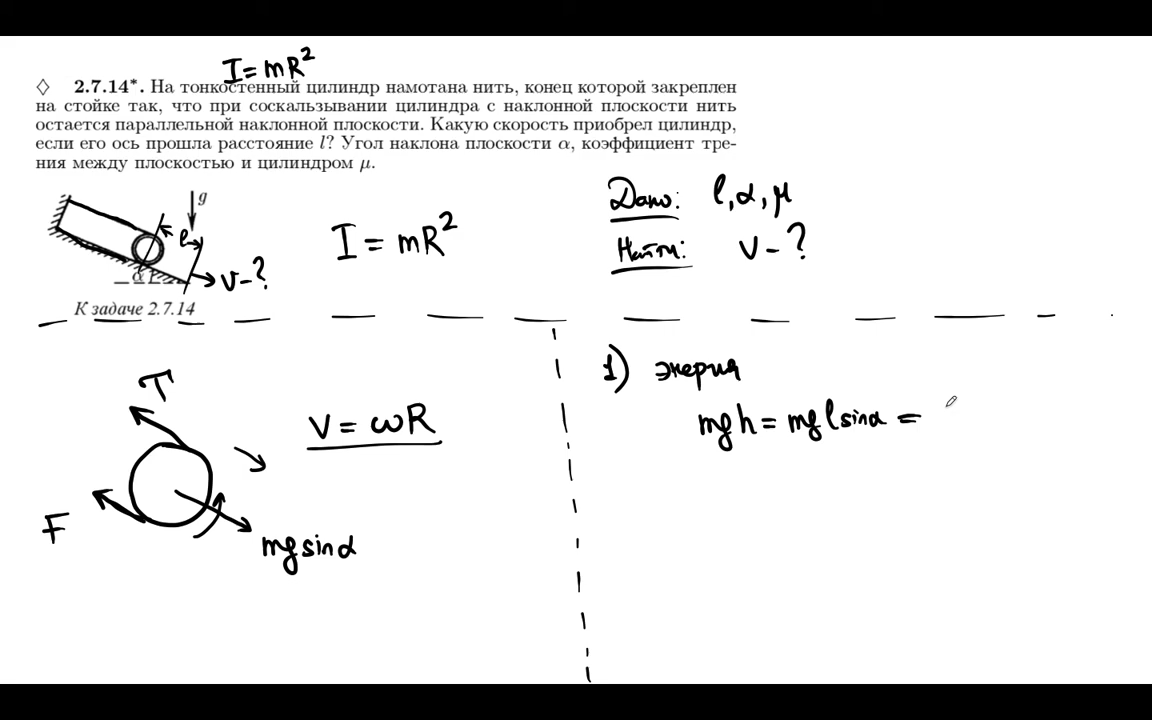 I = mR²
◇ 2.7.14*. На тонкостенный цилиндр намотана нить, конец которой закреплен
на стойке так, что при соскальзывании цилиндра с наклонной плоскости нить
остается параллельной наклонной плоскости. Какую скорость приобрел цилиндр,
если его ось прошла расстояние l? Угол наклона плоскости α, коэффициент тре-
ния между плоскостью и цилиндром μ.
g
l
α
v-?
К задаче 2.7.14
I = mR²
Дано: l, α, μ
Найти: v-?
T
F
mg sinα
v = ωR
1) энергия
mgh = mgl sinα =